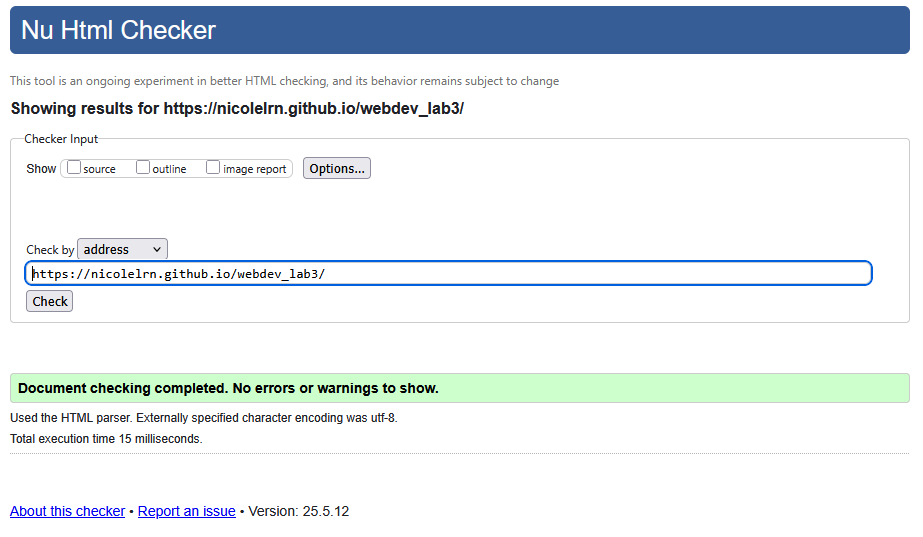 Nu Html Checker
This tool is an ongoing experiment in better HTML checking, and its behavior remains subject to change
Showing results for https://nicolelrn.github.io/webdev_lab3/
Checker Input
Show source outline image report Options...
Check by address
https://nicolelrn.github.io/webdev_lab3/
Check
Document checking completed. No errors or warnings to show.
Used the HTML parser. Externally specified character encoding was utf-8.
Total execution time 15 milliseconds.
About this checker • Report an issue • Version: 25.5.12